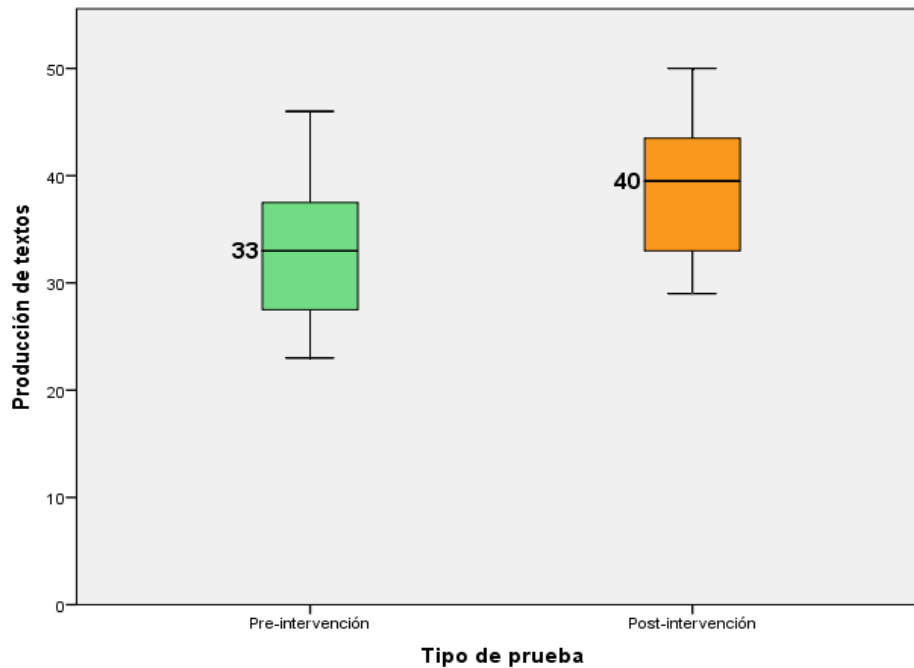 Producción de textos
50
40
30
20
10
0
33
40
Pre-intervención
Post-intervención
Tipo de prueba